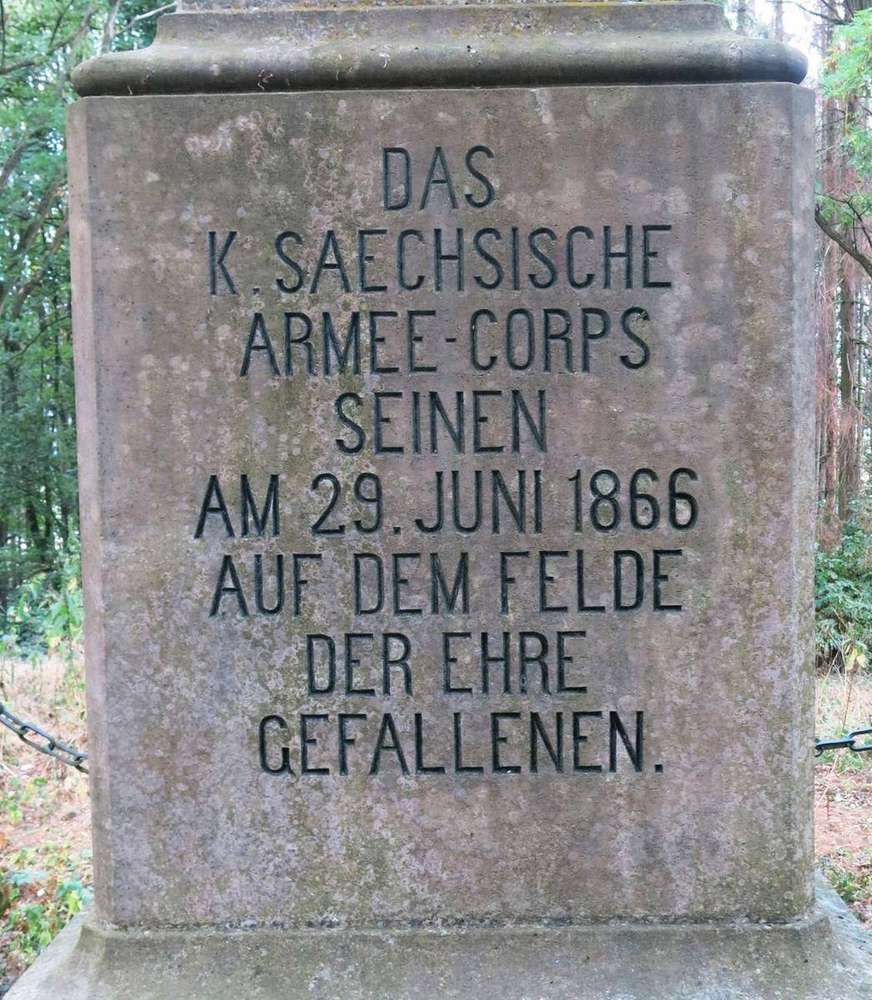 DAS
K. SAECHSISCHE
ARMEE-CORPS
SEINEN
AM 29. JUNI 1866
AUF DEM FELDE
DER EHRE
GEFALLENEN.